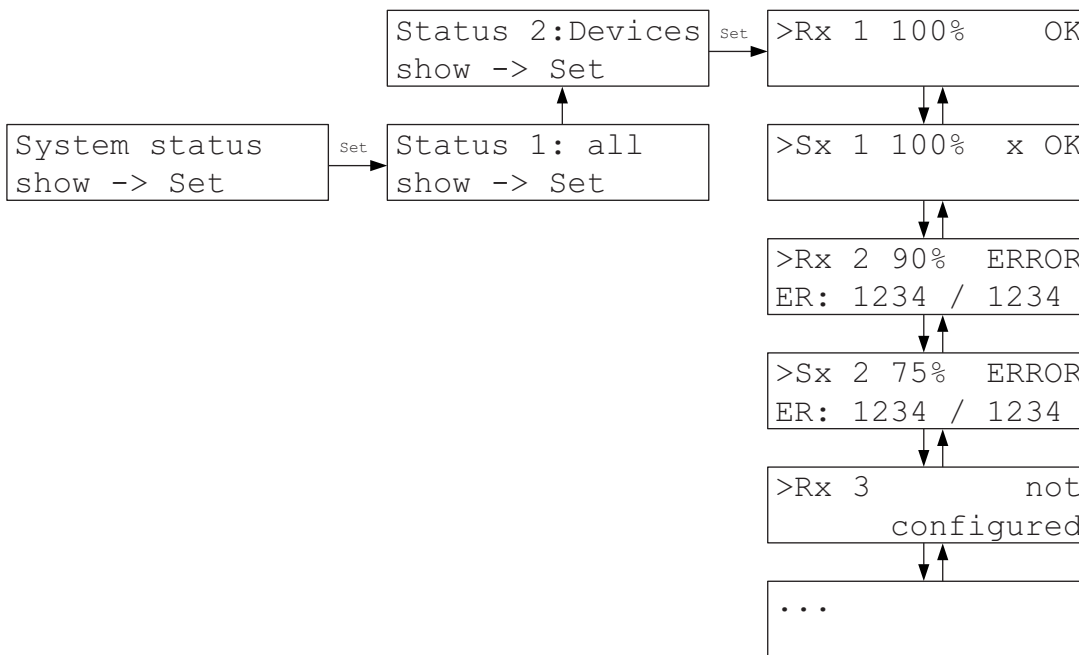 Status 2:Devices
show -> Set
Set
>Rx 1 100% OK
System status
show -> Set
Set
Status 1: all
show -> Set
>Sx 1 100% x OK
>Rx 2 90% ERROR
ER: 1234 / 1234
>Sx 2 75% ERROR
ER: 1234 / 1234
>Rx 3 not
configured
...